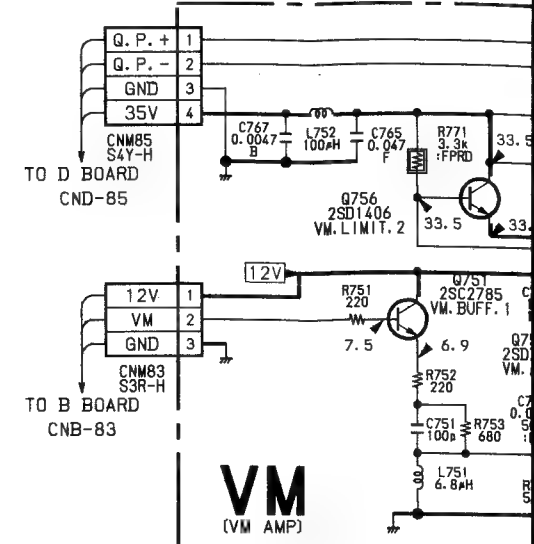 Q.P.+ 1
Q.P.- 2
GND 3
35V 4
CNM85
S4Y-H
TO D BOARD
CND-85
C767
0.0047
B
L752
100μH
C765
0.047
F
R771
3.3k
:FPRD
33.5
Q756
2SD1406
VM.LIMIT.2
33.5
33.
12V
12V 1
VM 2
GND 3
CNM83
S3R-H
TO B BOARD
CNB-83
R751
220
Q751
2SC2785
VM.BUFF.1
7.5
6.9
2SD
VM.
R752
220
C751
100p
R753
680
L751
6.8μH
VM
(VM AMP)